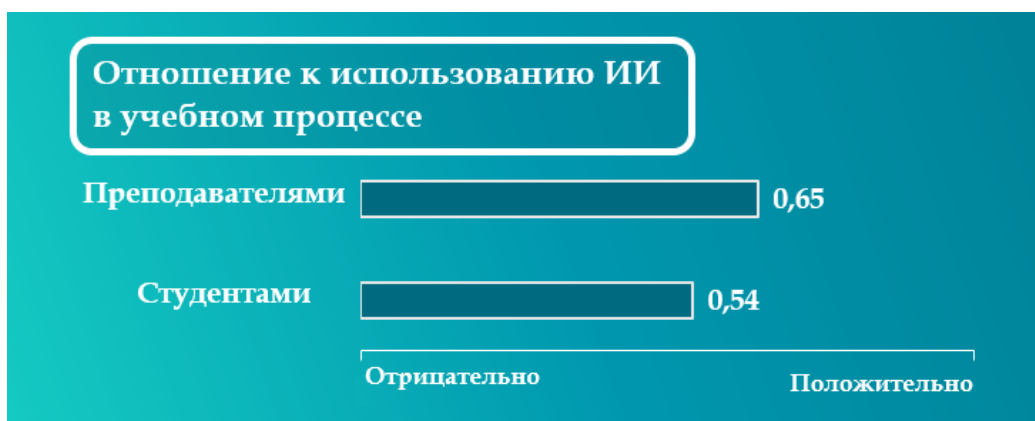 Отношение к использованию ИИ
в учебном процессе
Преподавателями
0,65
Студентами
0,54
Отрицательно
Положительно